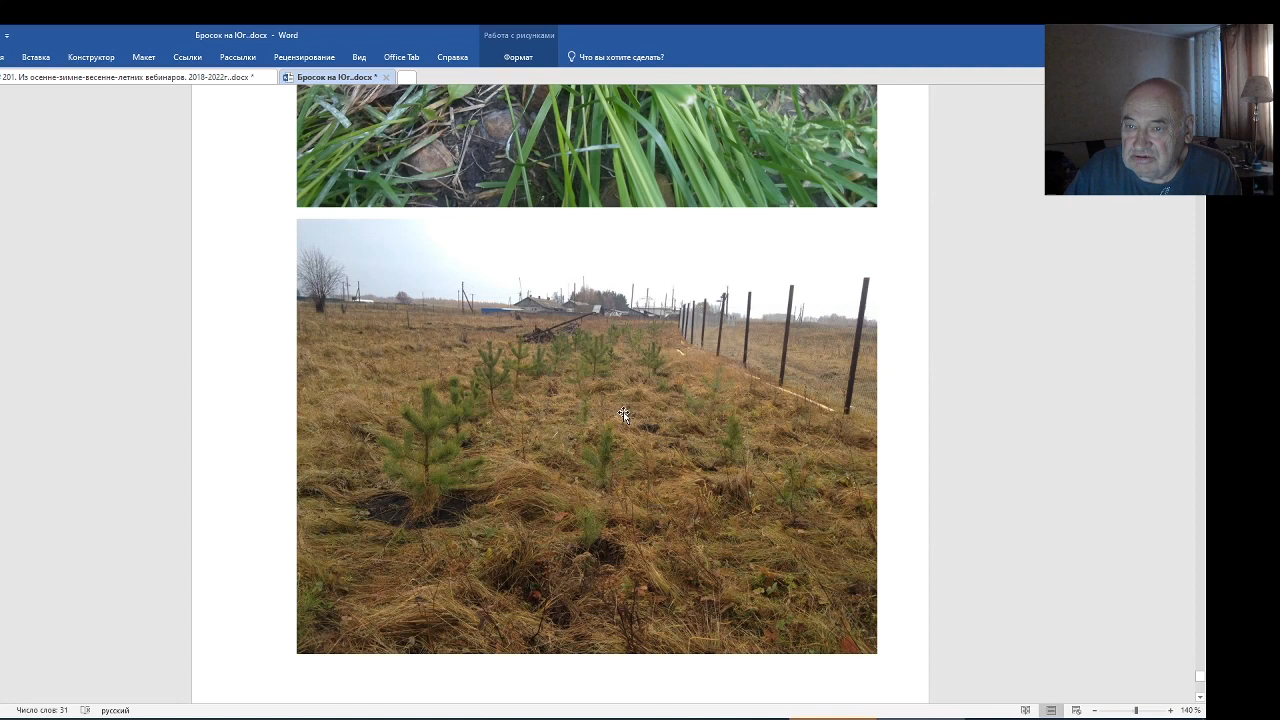 Бросок на Юг..docx - Word
Работа с рисунками
я Вставка Конструктор Макет Ссылки Рассылки Рецензирование Вид Office Tab Справка Формат Что вы хотите сделать?
201. Из осенне-зимне-весенне-летних вебинаров. 2018-2022г..docx *
Бросок на Юг..docx *
Число слов: 31 русский 140 %